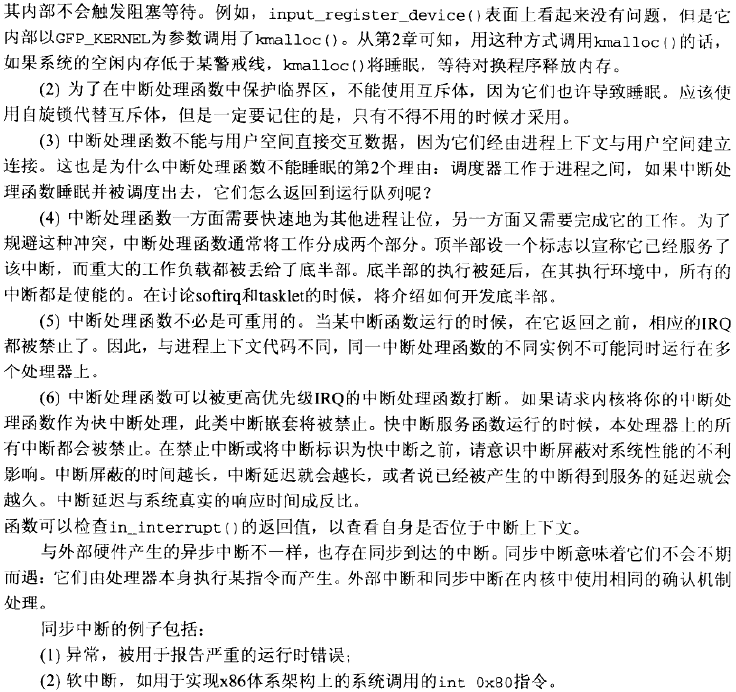 其内部不会触发阻塞等待。例如，input_register_device()表面上看起来没有问题，但是它
内部以GFP_KERNEL为参数调用了kmalloc()。从第2章可知，用这种方式调用kmalloc()的话，
如果系统的空闲内存低于某警戒线，kmalloc()将睡眠，等待对换程序释放内存。
(2) 为了在中断处理函数中保护临界区，不能使用互斥体，因为它们也许导致睡眠。应该使
用自旋锁代替互斥体，但是一定要记住的是，只有不得不用的时候才采用。
(3) 中断处理函数不能与用户空间直接交互数据，因为它们经由进程上下文与用户空间建立
连接。这也是为什么中断处理函数不能睡眠的第2个理由：调度器工作于进程之间，如果中断处
理函数睡眠并被调度出去，它们怎么返回到运行队列呢？
(4) 中断处理函数一方面需要快速地为其他进程让位，另一方面又需要完成它的工作。为了
规避这种冲突，中断处理函数通常将工作分成两个部分。顶半部设一个标志以宣称它已经服务了
该中断，而重大的工作负载都被丢给了底半部。底半部的执行被延后，在其执行环境中，所有的
中断都是使能的。在讨论softirq和tasklet的时候，将介绍如何开发底半部。
(5) 中断处理函数不必是可重用的。当某中断函数运行的时候，在它返回之前，相应的IRQ
都被禁止了。因此，与进程上下文代码不同，同一中断处理函数的不同实例不可能同时运行在多
个处理器上。
(6) 中断处理函数可以被更高优先级IRQ的中断处理函数打断。如果请求内核将你的中断处
理函数作为快中断处理，此类中断嵌套将被禁止。快中断服务函数运行的时候，本处理器上的所
有中断都会被禁止。在禁止中断或将中断标识为快中断之前，请意识中断屏蔽对系统性能的不利
影响。中断屏蔽的时间越长，中断延迟就会越长，或者说已经被产生的中断得到服务的延迟就会
越久。中断延迟与系统真实的响应时间成反比。
函数可以检查in_interrupt()的返回值，以查看自身是否位于中断上下文。
与外部硬件产生的异步中断不一样，也存在同步到达的中断。同步中断意味着它们不会不期
而遇：它们由处理器本身执行某指令而产生。外部中断和同步中断在内核中使用相同的确认机制
处理。
同步中断的例子包括：
(1) 异常，被用于报告严重的运行时错误；
(2) 软中断，如用于实现x86体系架构上的系统调用的int 0x80指令。